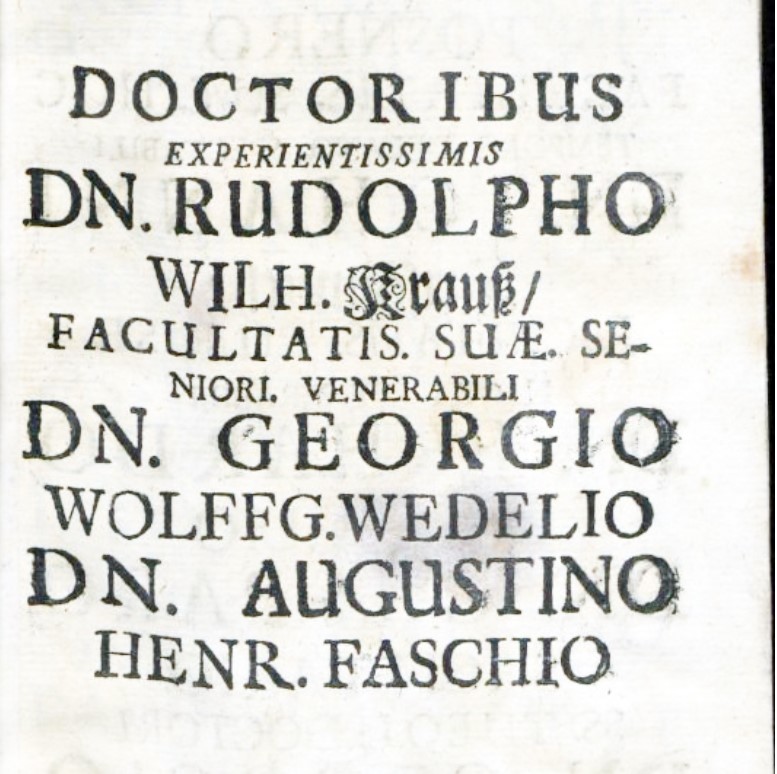 DOCTORIBUS
EXPERIENTISSIMIS
DN. RUDOLPHO
WILH. Krauß/
FACULTATIS. SUÆ. SE-
NIORI. VENERABILI
DN. GEORGIO
WOLFFG. WEDELIO
DN. AUGUSTINO
HENR. FASCHIO